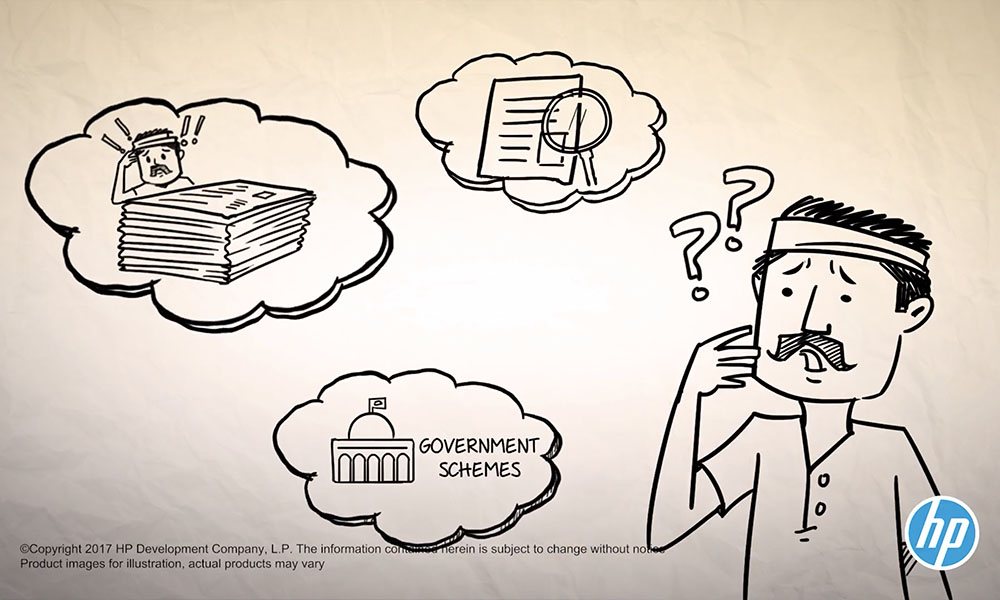 GOVERNMENT
SCHEMES
? ?
hp
©Copyright 2017 HP Development Company, L.P. The information contained herein is subject to change without notice
Product images for illustration, actual products may vary